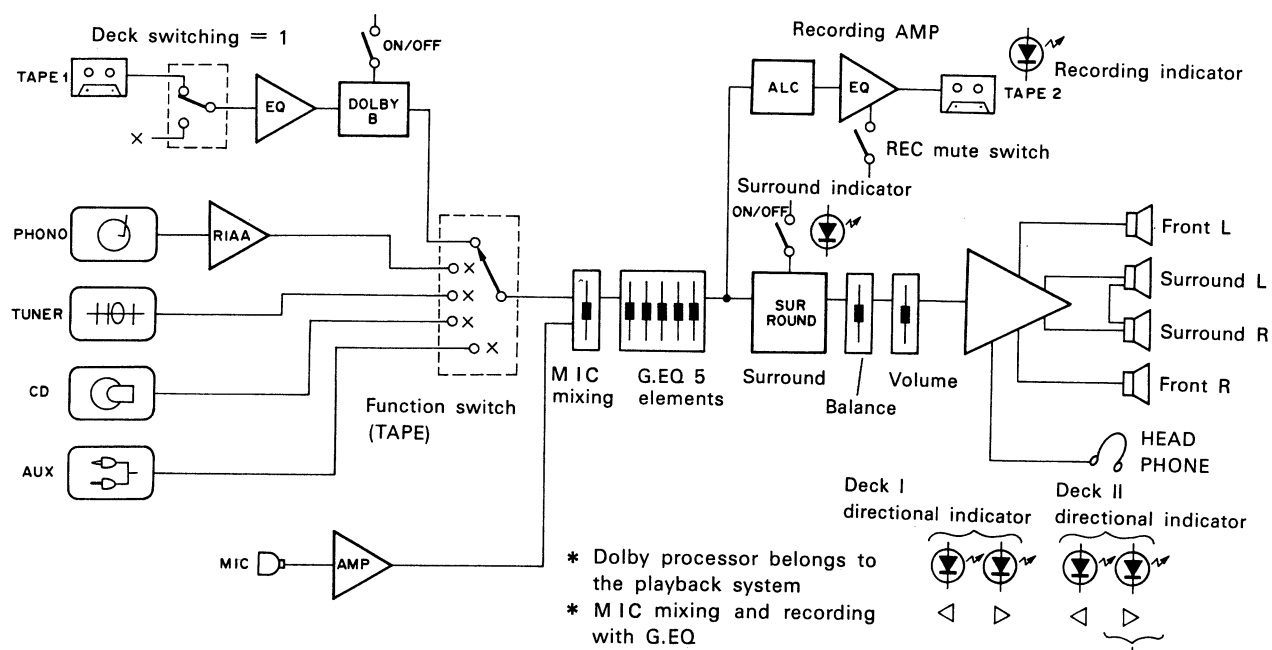 Deck switching = 1
ON/OFF
TAPE 1
EQ
DOLBY
B
Recording AMP
Recording indicator
ALC
EQ
TAPE 2
REC mute switch
Surround indicator
ON/OFF
PHONO
RIAA
Front L
Surround L
TUNER
SUR
ROUND
Surround R
MIC
mixing
G.EQ 5
elements
Surround
Volume
Balance
Front R
CD
Function switch
(TAPE)
HEAD
PHONE
AUX
Deck I
directional indicator
Deck II
directional indicator
MIC
AMP
* Dolby processor belongs to
the playback system
* MIC mixing and recording
with G.EQ